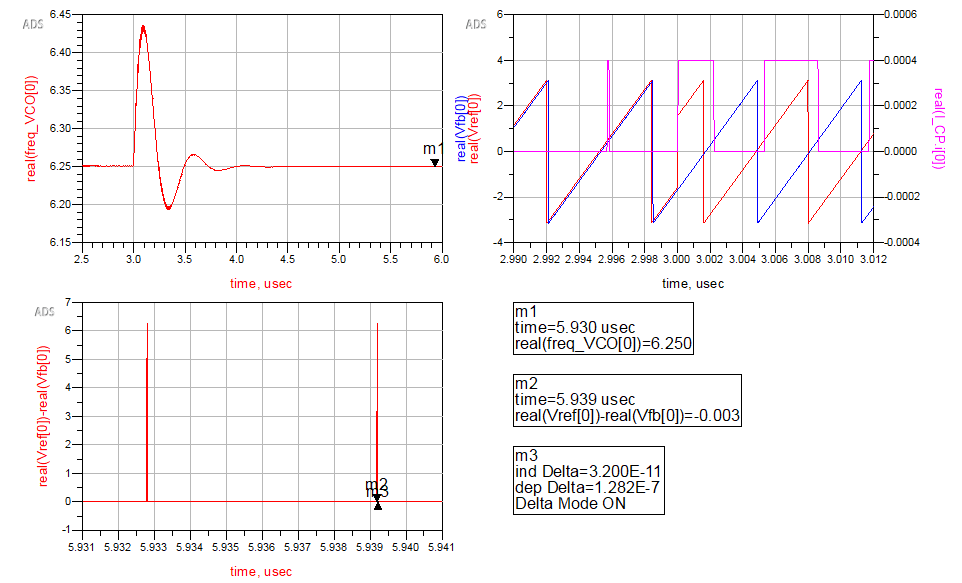 ADS
6.45
6.40
6.35
6.30
6.25
6.20
6.15
real(freq_VCO[0])
m1
2.5 3.0 3.5 4.0 4.5 5.0 5.5 6.0
time, usec
ADS
6
4
2
0
-2
-4
real(Vfb[0])
real(Vref[0])
0.0006
0.0004
0.0002
0.0000
-0.0002
-0.0004
real(I_CP.i[0])
2.990 2.992 2.994 2.996 2.998 3.000 3.002 3.004 3.006 3.008 3.010 3.012
time, usec
ADS
7
6
5
4
3
2
1
0
-1
real(Vref[0])-real(Vfb[0])
m2
m3
5.931 5.932 5.933 5.934 5.935 5.936 5.937 5.938 5.939 5.940 5.941
time, usec
m1
time=5.930 usec
real(freq_VCO[0])=6.250
m2
time=5.939 usec
real(Vref[0])-real(Vfb[0])=-0.003
m3
ind Delta=3.200E-11
dep Delta=1.282E-7
Delta Mode ON